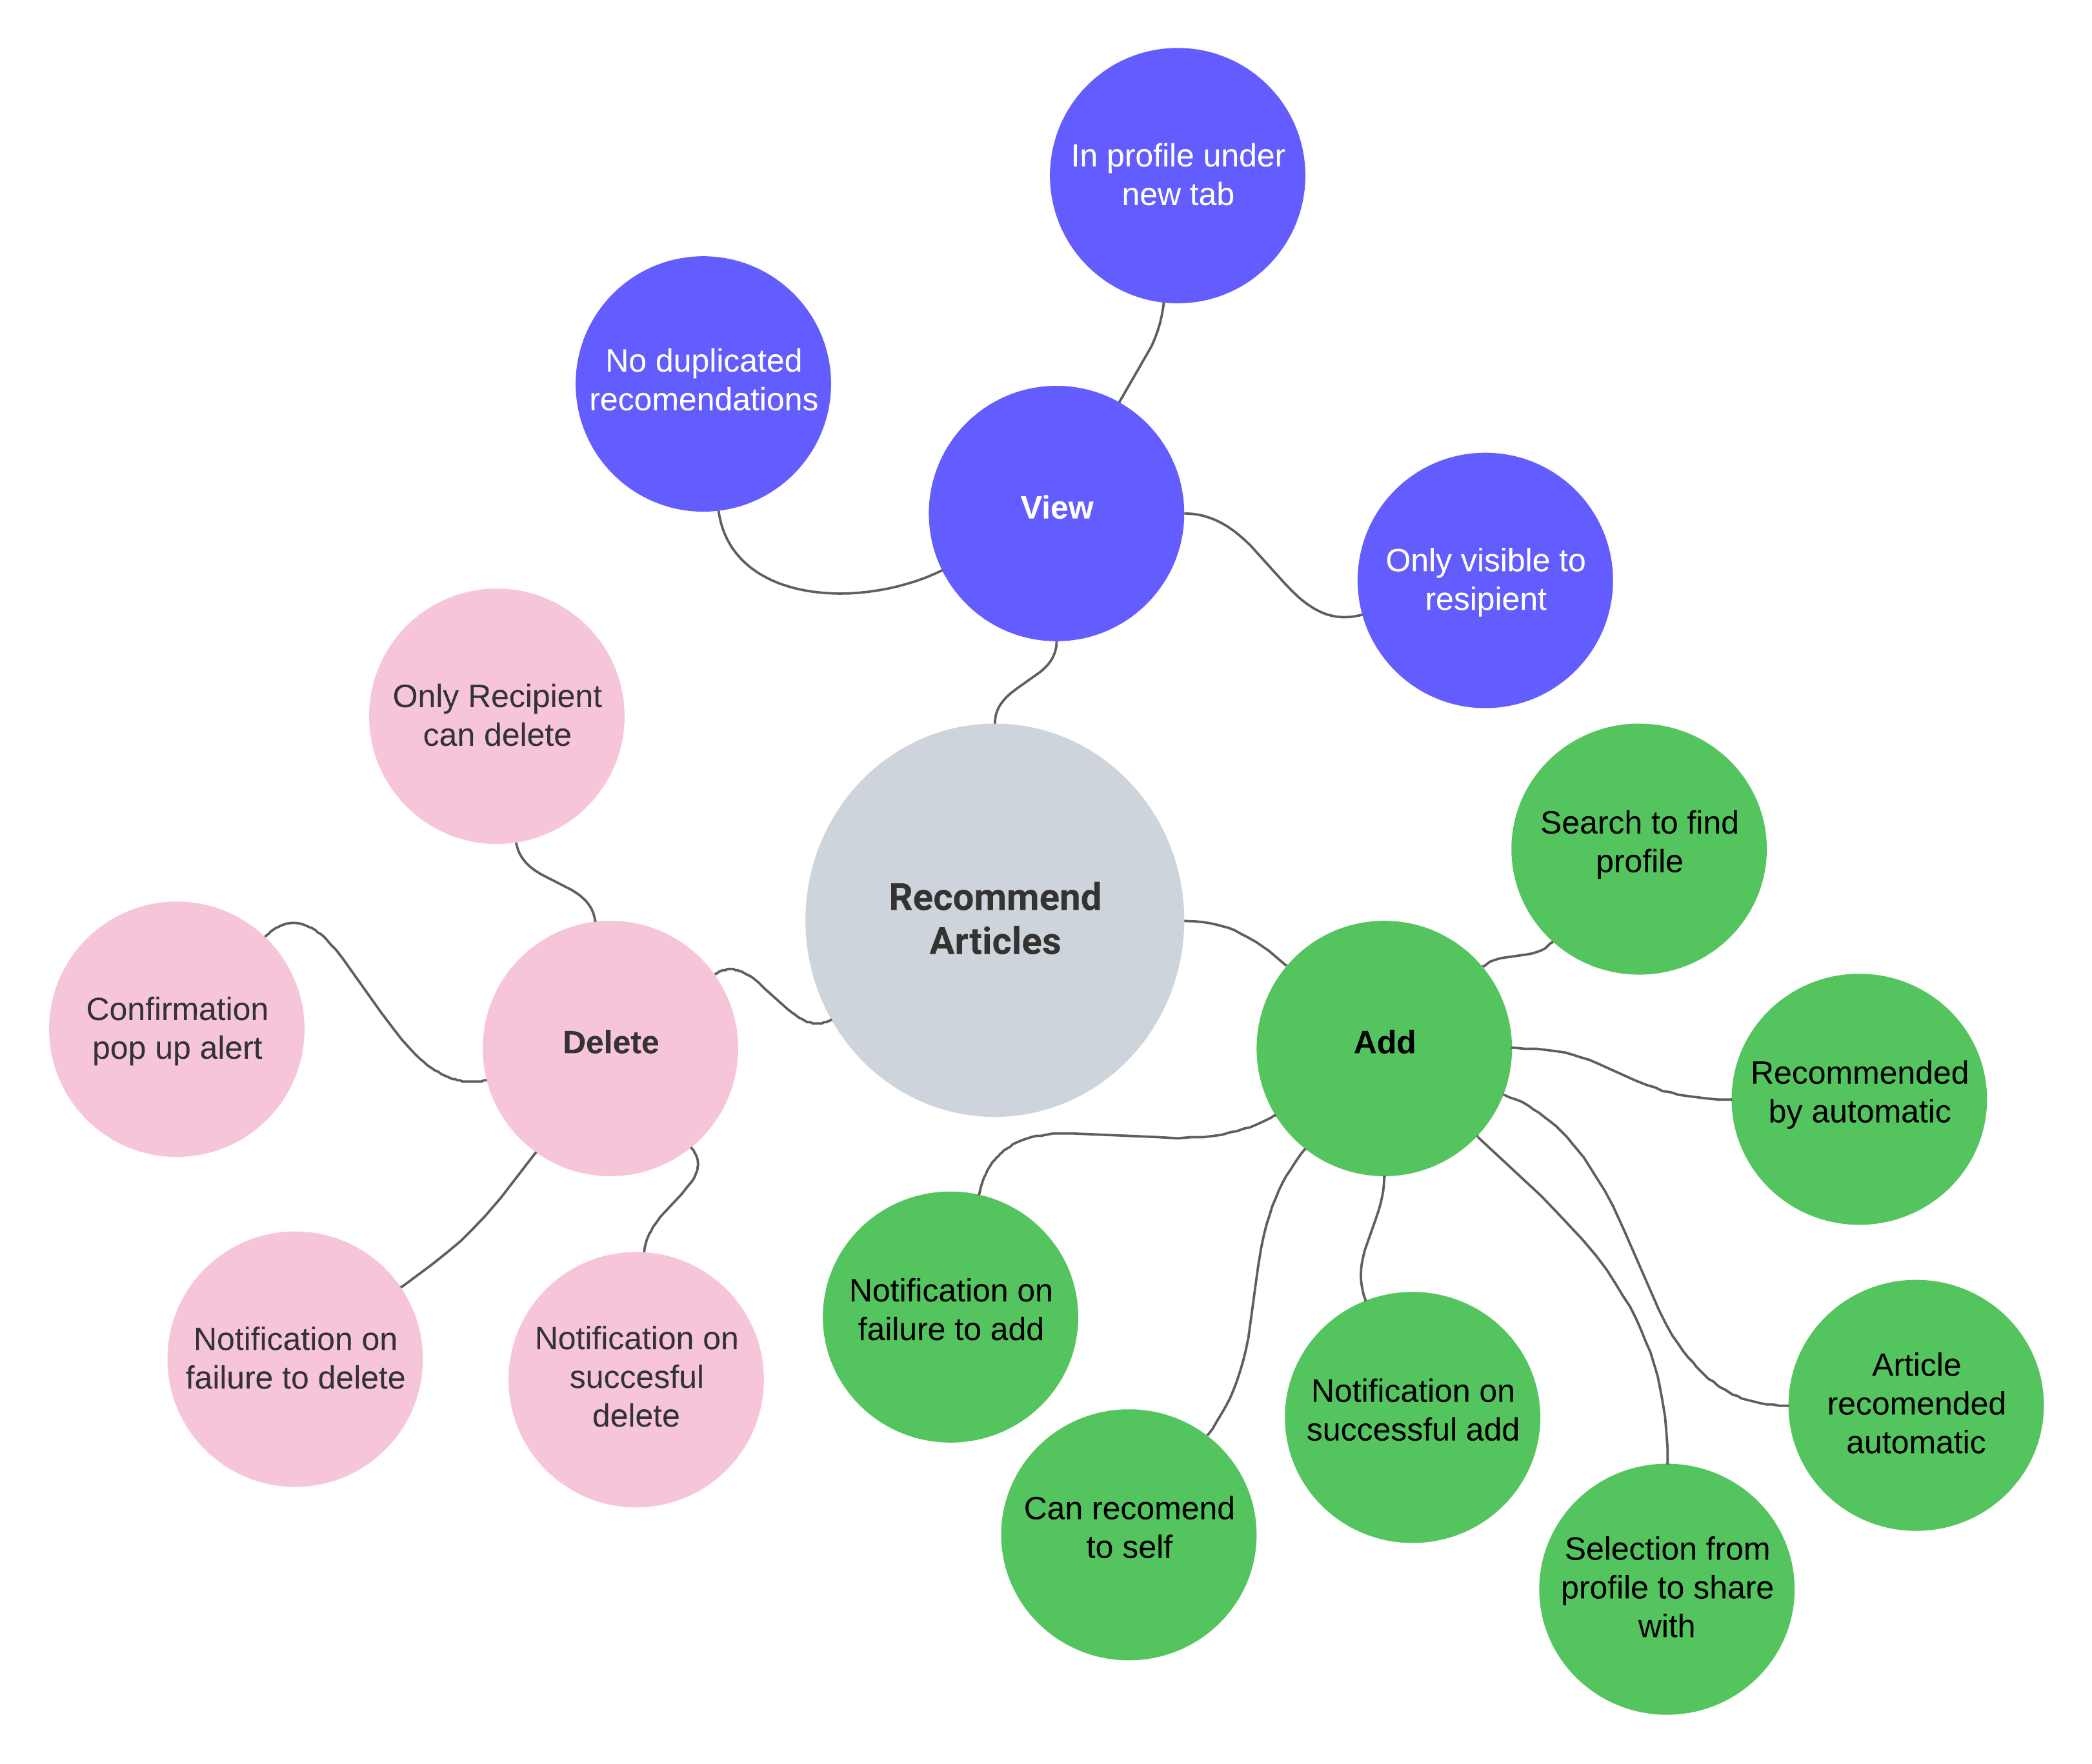 In profile under
new tab
No duplicated
recomendations
View
Only visible to
resipient
Only Recipient
can delete
Search to find
profile
Recommend
Articles
Confirmation
pop up alert
Delete
Add
Recommended
by automatic
Notification on
failure to add
Notification on
failure to delete
Notification on
succesful
delete
Notification on
successful add
Article
recomended
automatic
Can recomend
to self
Selection from
profile to share
with